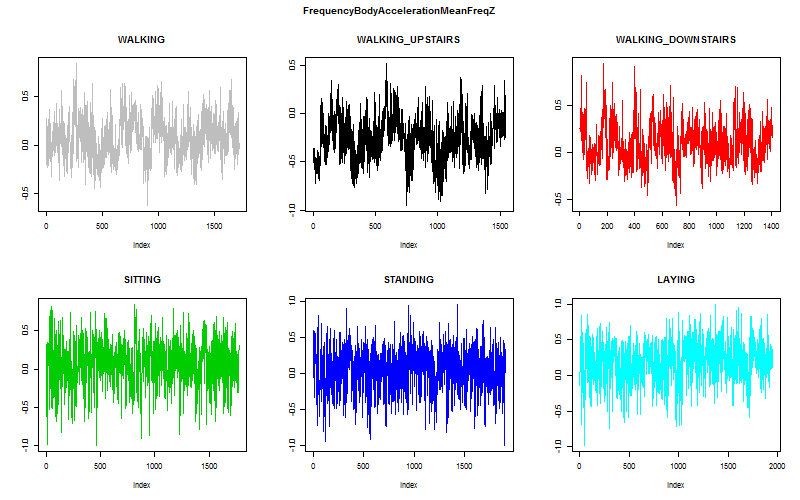 FrequencyBodyAccelerationMeanFreqZ
WALKING
WALKING_UPSTAIRS
WALKING_DOWNSTAIRS
0.5
0.0
-0.5
0.5
0.0
-0.5
-1.0
0.5
0.0
-0.5
0 500 1000 1500
0 500 1000 1500
0 200 400 600 800 1000 1200 1400
Index
Index
Index
SITTING
STANDING
LAYING
0.5
0.0
-0.5
-1.0
1.0
0.5
0.0
-0.5
-1.0
1.0
0.5
0.0
-0.5
-1.0
0 500 1000 1500
0 500 1000 1500
0 500 1000 1500 2000
Index
Index
Index